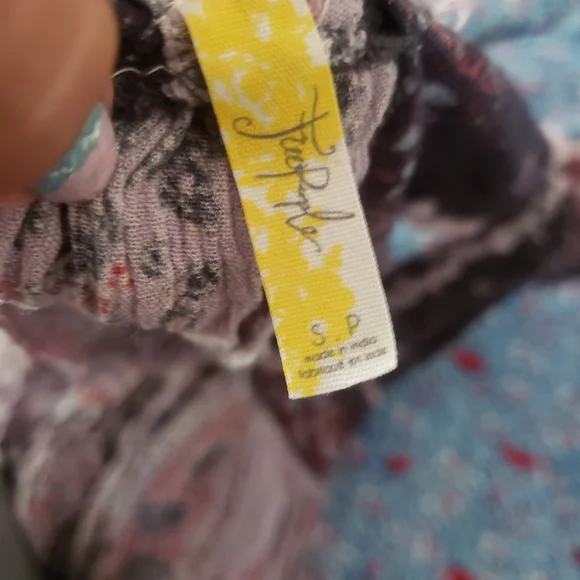 Free People
S P
made in india
fabriqué en inde